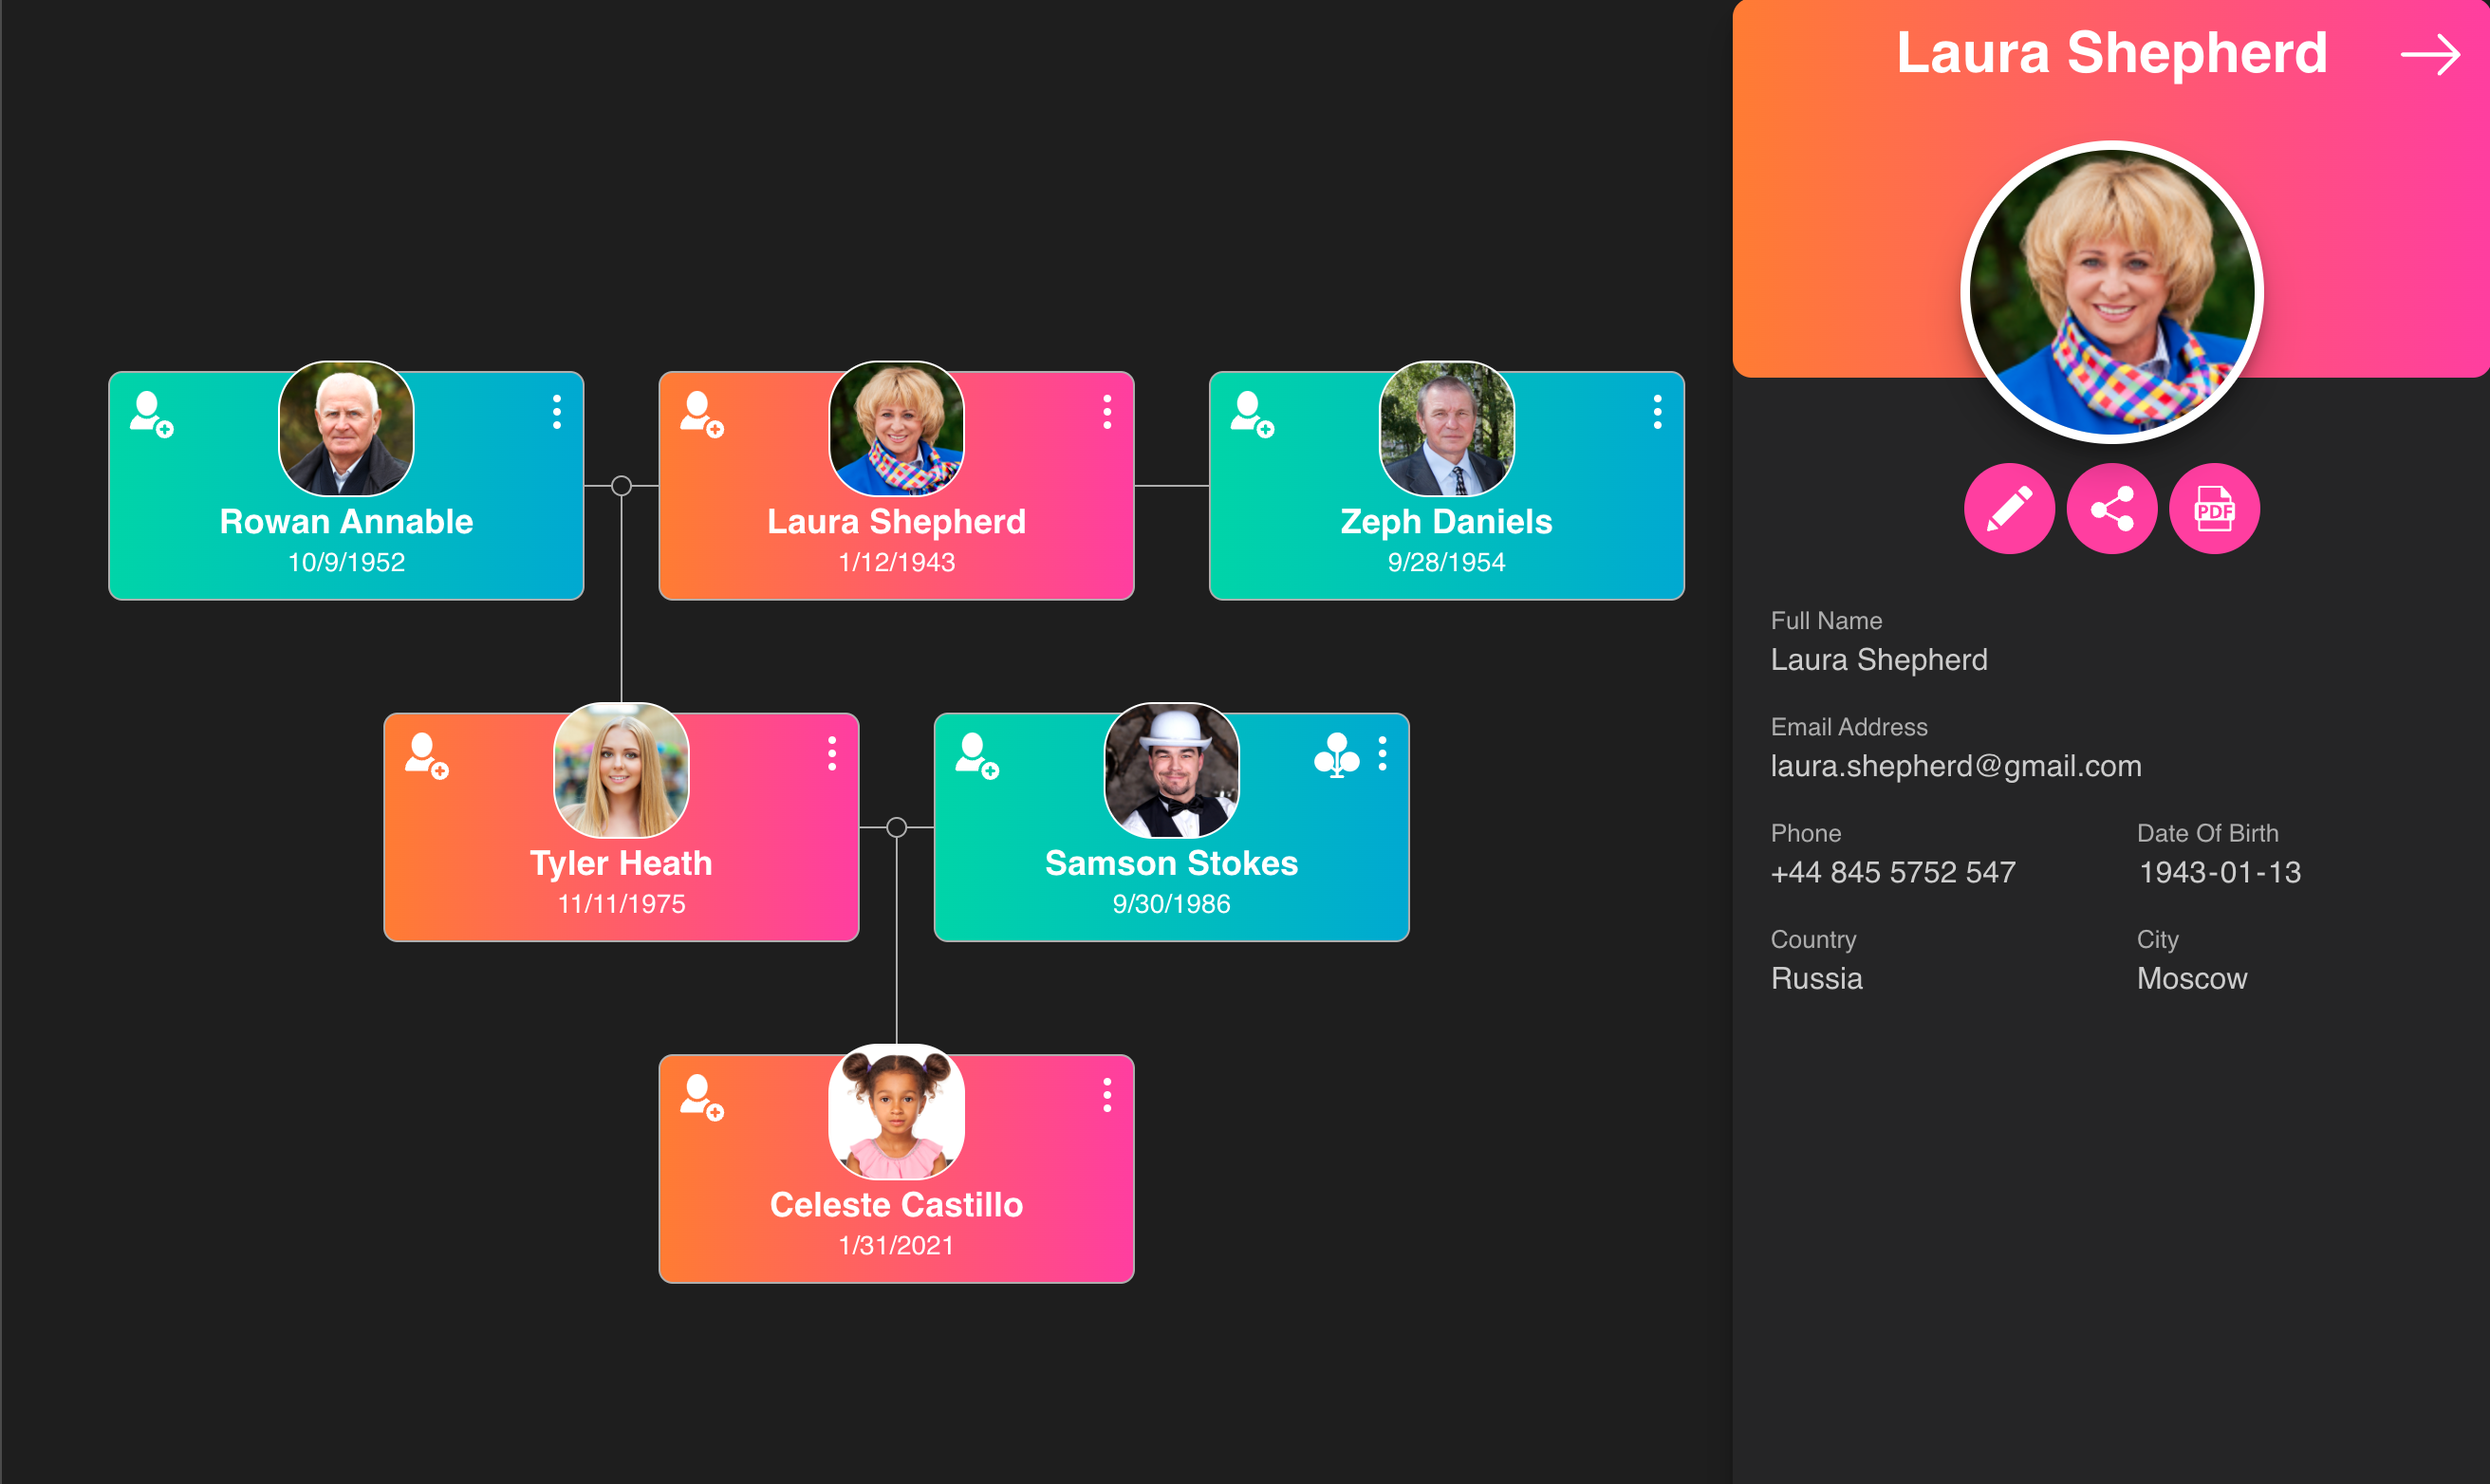 Laura Shepherd
Rowan Annable
10/9/1952
Laura Shepherd
1/12/1943
Zeph Daniels
9/28/1954
Tyler Heath
11/11/1975
Samson Stokes
9/30/1986
Celeste Castillo
1/31/2021
PDF
Full Name
Laura Shepherd
Email Address
laura.shepherd@gmail.com
Phone
+44 845 5752 547
Date Of Birth
1943-01-13
Country
Russia
City
Moscow